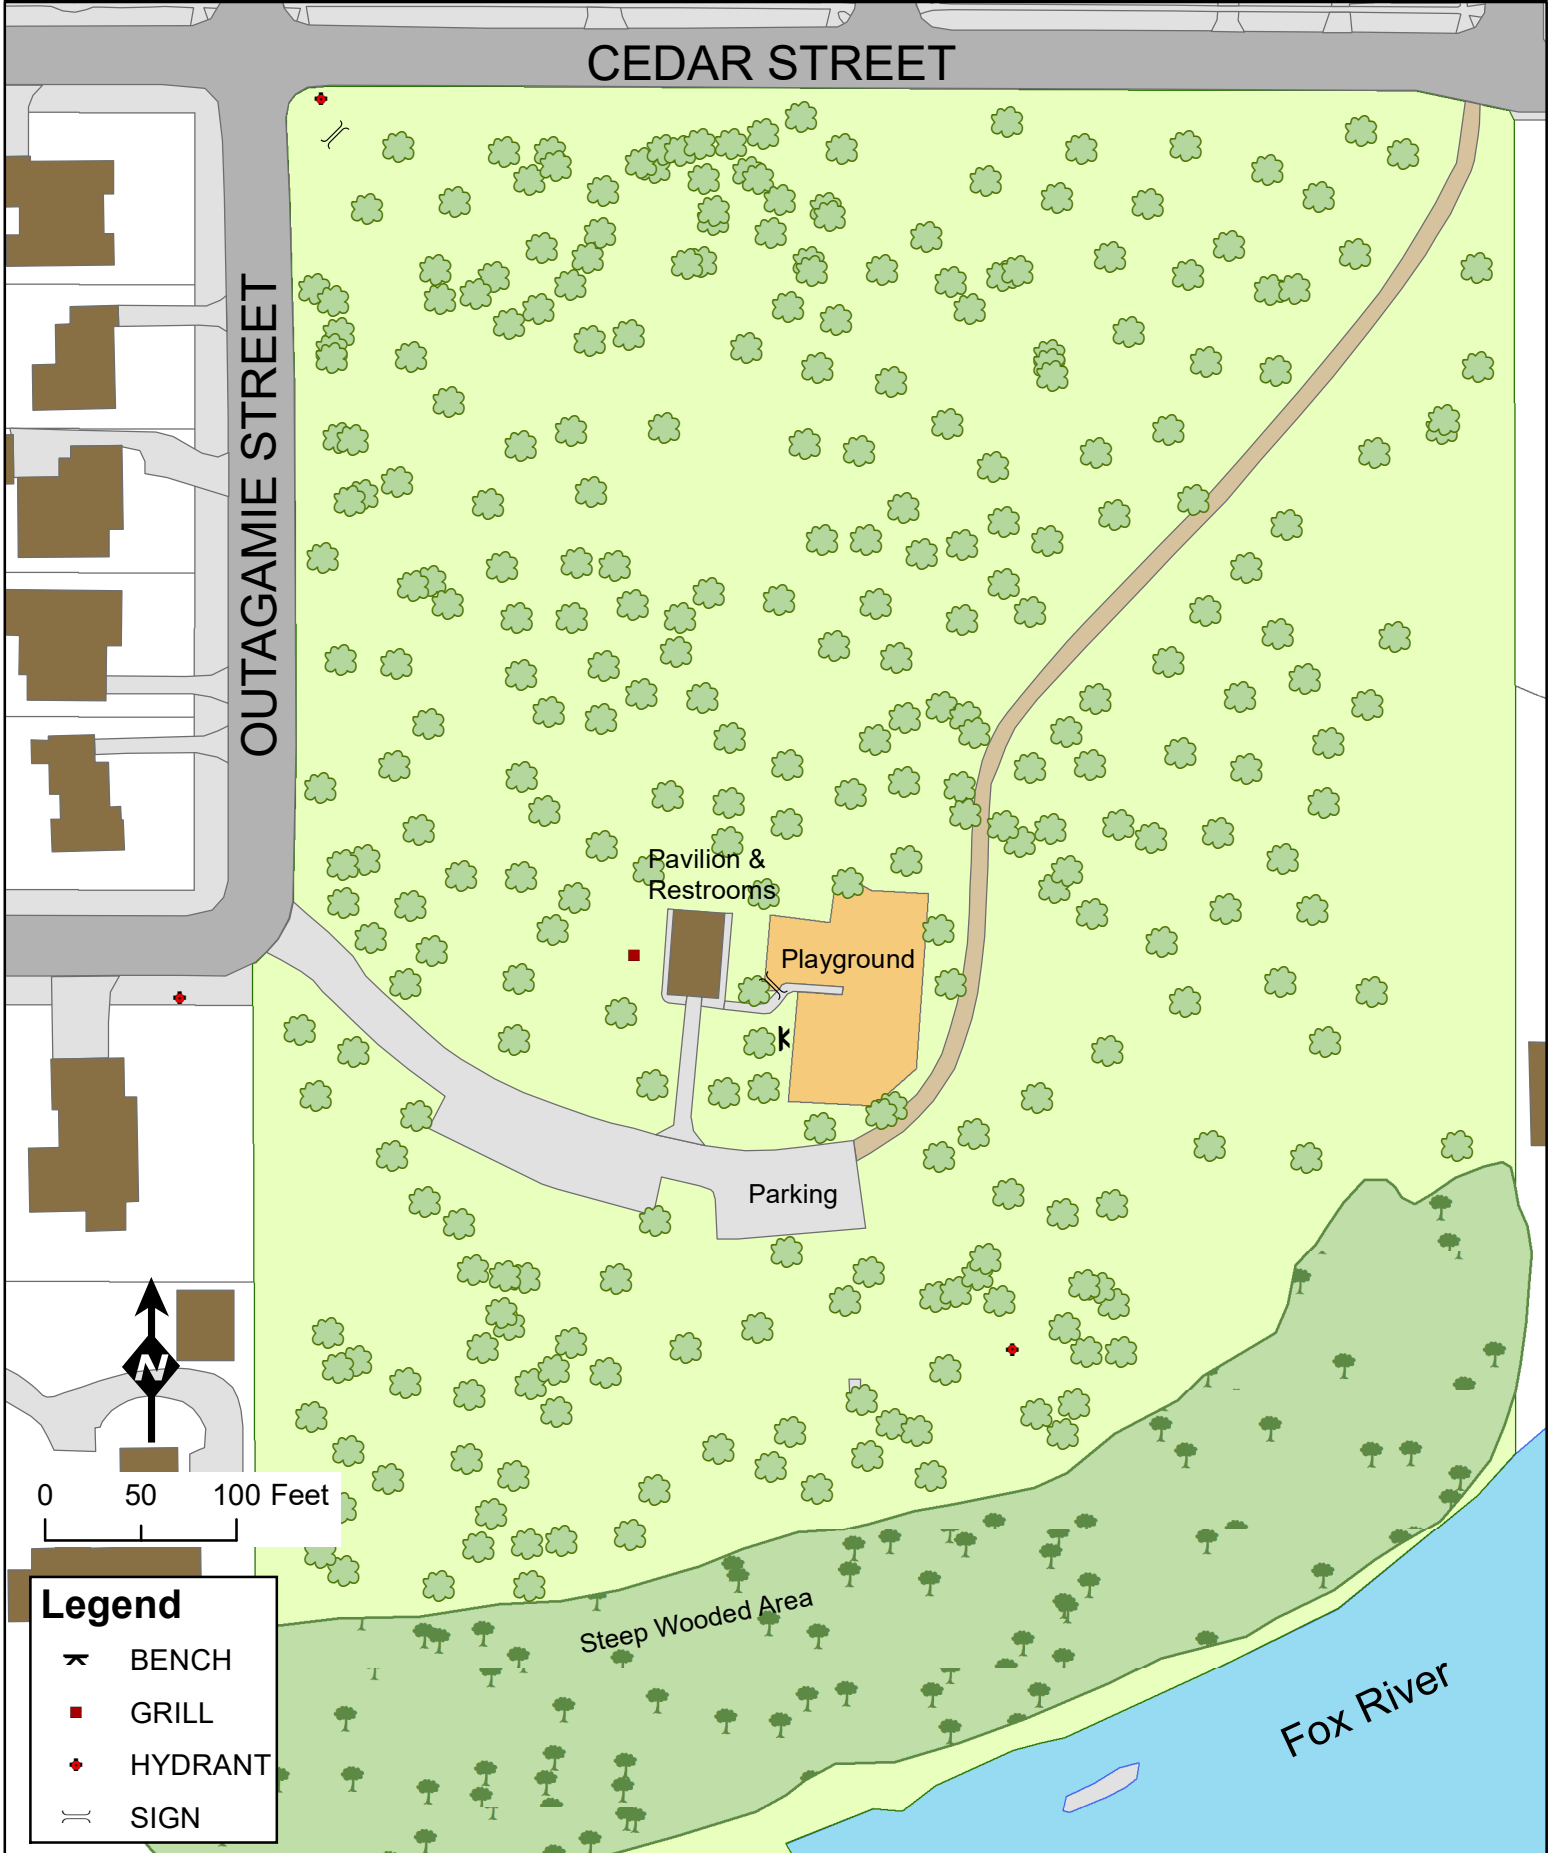 CEDAR STREET
OUTAGAMIE STREET
Pavilion &
Restrooms
Playground
Parking
N
0 50 100 Feet
Legend
BENCH
GRILL
HYDRANT
SIGN
Steep Wooded Area
Fox River